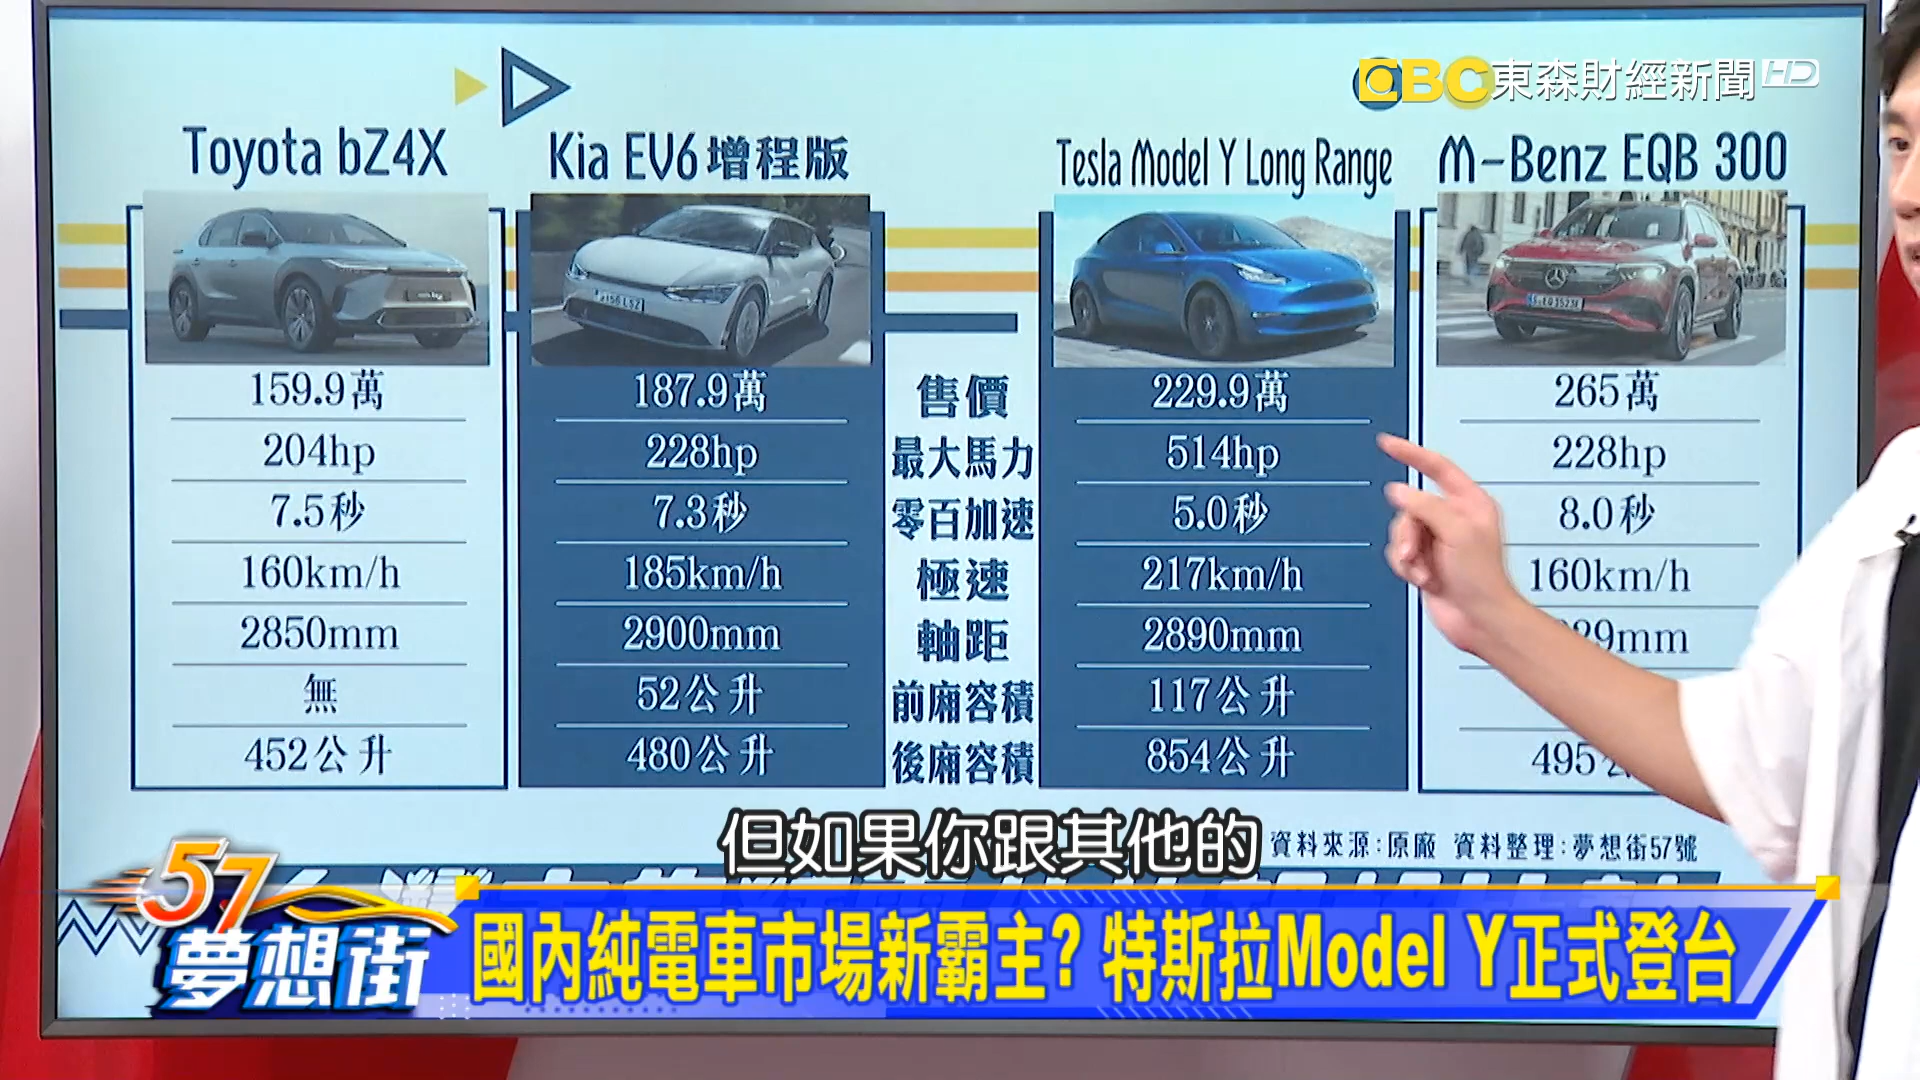 EBC東森財經新聞HD
Toyota bZ4X
Kia EV6增程版
Tesla Model Y Long Range
M-Benz EQB 300
159.9萬 187.9萬 售價 229.9萬 265萬
204hp 228hp 最大馬力 514hp 228hp
7.5秒 7.3秒 零百加速 5.0秒 8.0秒
160km/h 185km/h 極速 217km/h 160km/h
2850mm 2900mm 軸距 2890mm 29mm
無 52公升 前廂容積 117公升
452公升 480公升 後廂容積 854公升 495
資料來源:原廠 資料整理:夢想街57號
但如果你跟其他的
57夢想街
國內純電車市場新霸主?特斯拉Model Y正式登台